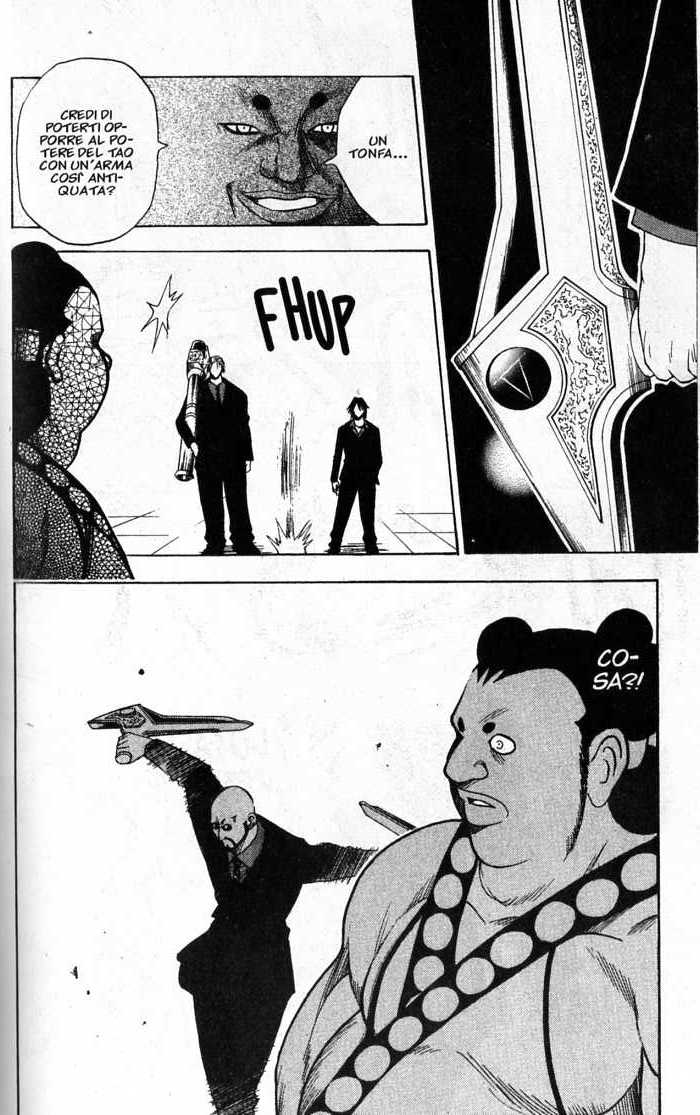 UN
TONFA...
CREDI DI
POTERTI OP-
PORRE AL PO-
TERE DEL TAO
CON UN'ARMA
COSÌ ANTI-
QUATA?
FHUP
CO-
SA?!